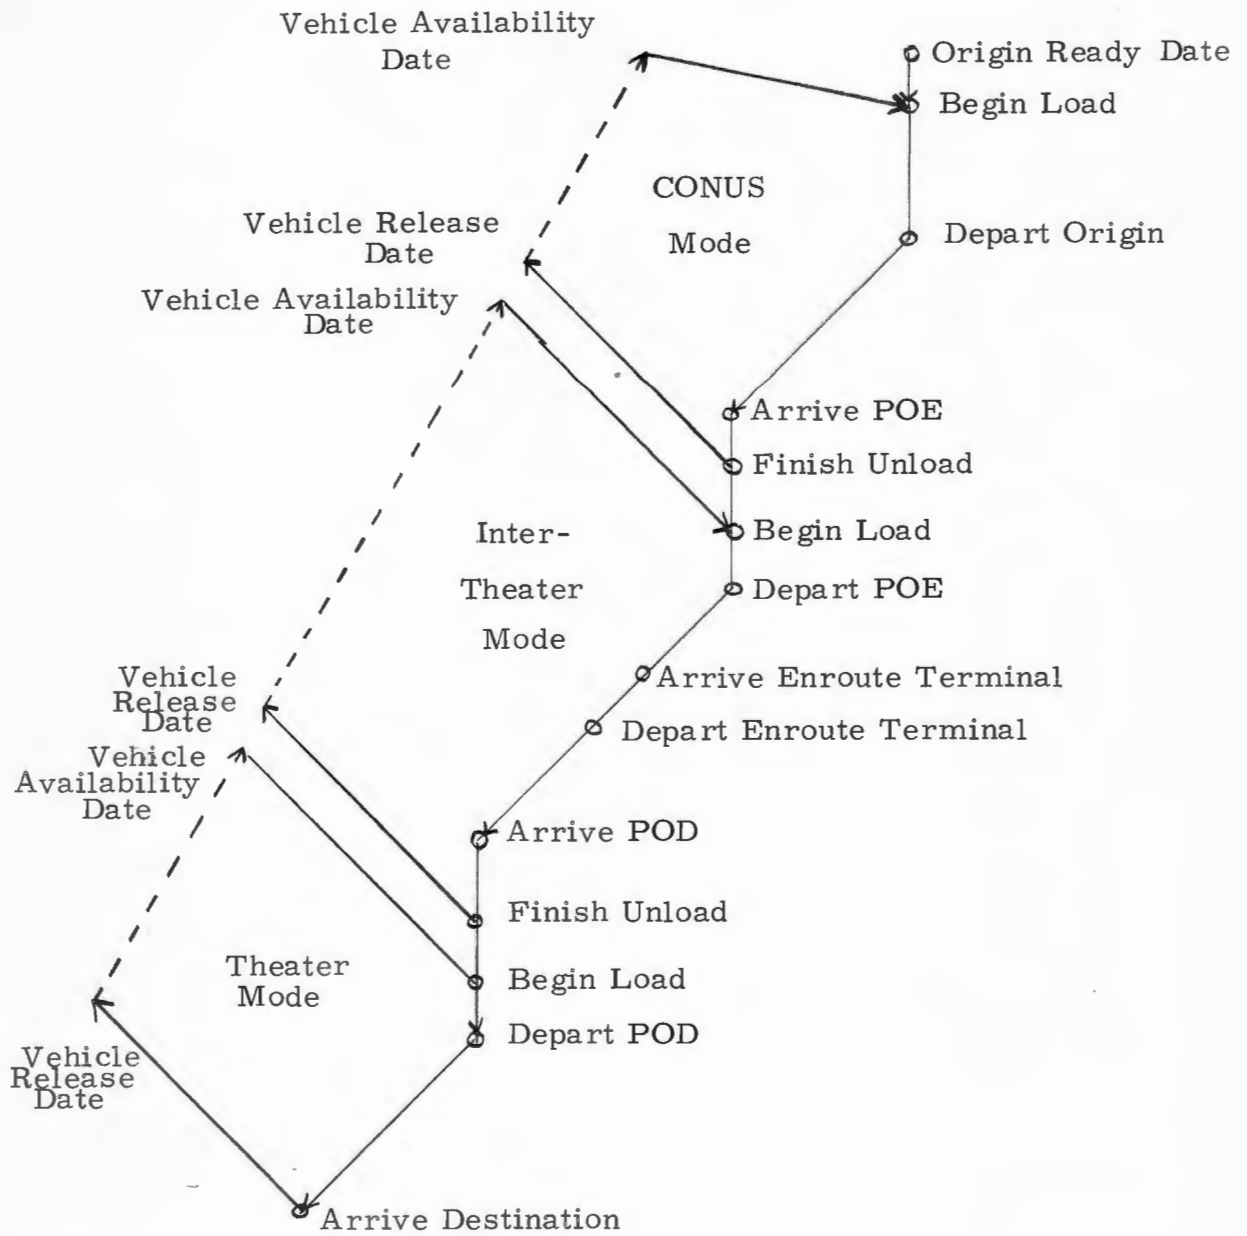 Vehicle Availability
Date
Origin Ready Date
Begin Load
CONUS
Mode
Vehicle Release
Date
Depart Origin
Vehicle Availability
Date
Arrive POE
Finish Unload
Begin Load
Inter-
Theater
Mode
Depart POE
Arrive Enroute Terminal
Vehicle
Release
Date
Depart Enroute Terminal
Vehicle
Availability
Date
Arrive POD
Finish Unload
Theater
Mode
Begin Load
Depart POD
Vehicle
Release
Date
Arrive Destination